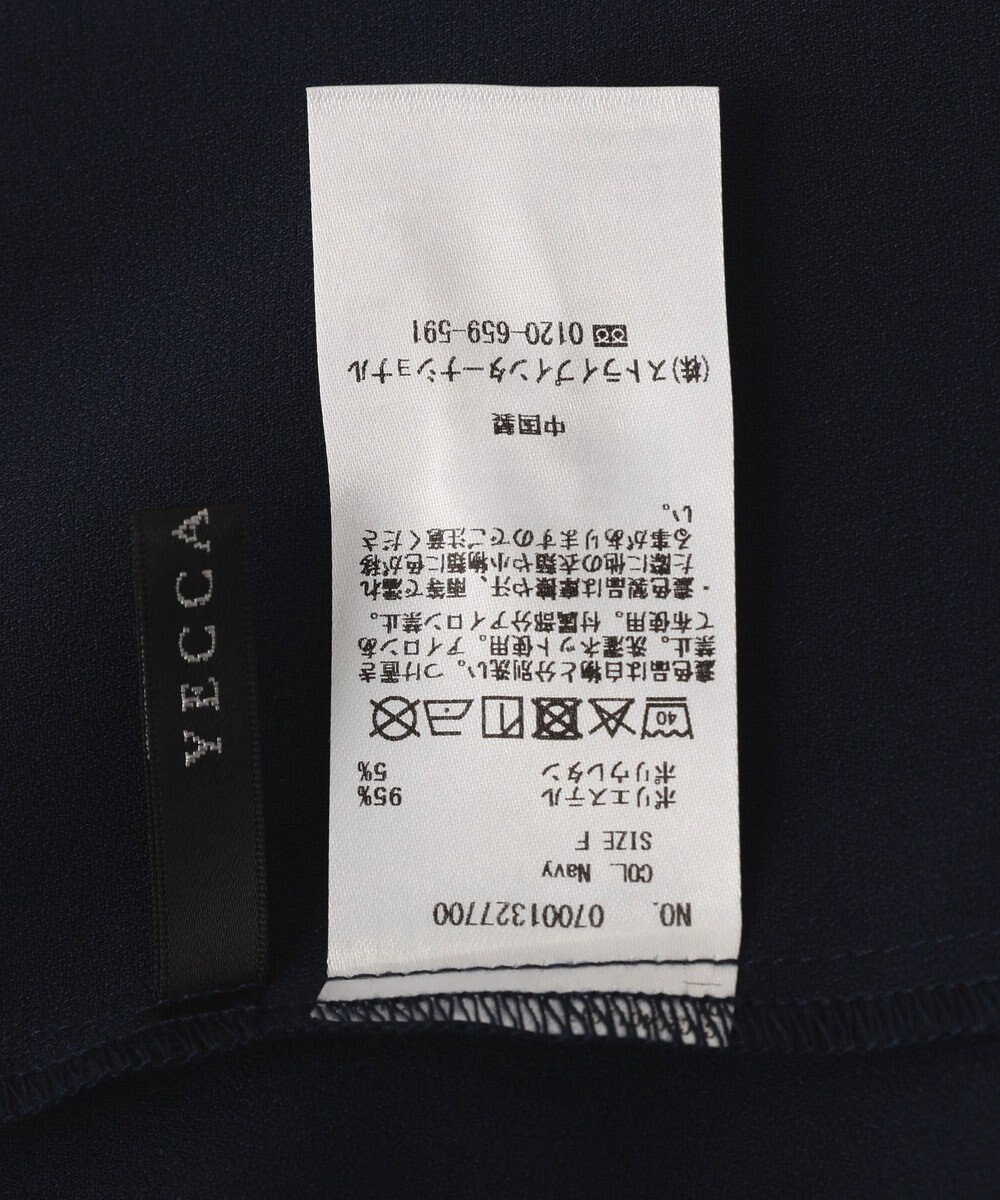 NO. 07001327700
COL. Navy
SIZE F
ポリエステル 95%
ポリウレタン 5%
40
濃色品は白物と分別洗い。つけ置き
禁止。洗濯ネット使用。アイロンあ
て布使用。付属部分アイロン禁止。
・濃色製品は摩擦や汗、雨等で濡れ
た際に他の衣類や小物類に色が移
る事がありますのでご注意くださ
い。
中国製
(株)ストライプインターナショナル
0120-659-591
YECCA